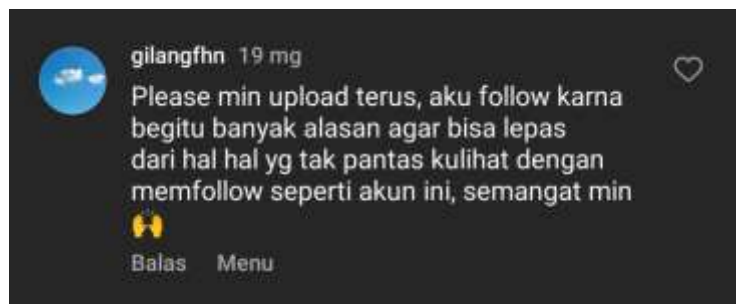 gilangfhn 19 mg
Please min upload terus, aku follow karna
begitu banyak alasan agar bisa lepas
dari hal hal yg tak pantas kulihat dengan
memfollow seperti akun ini, semangat min
🙌
Balas Menu